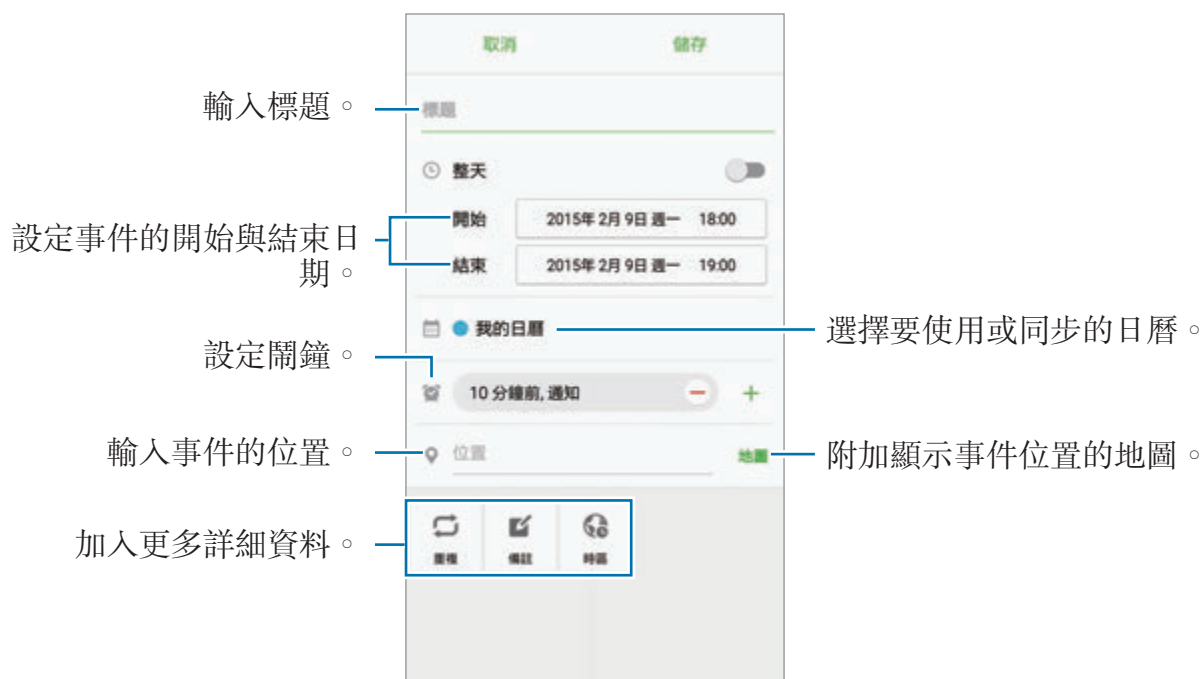 取消 儲存
輸入標題。
標題
整天
開始 2015年 2月 9日 週一 18:00
設定事件的開始與結束日
期。
結束 2015年 2月 9日 週一 19:00
我的日曆
選擇要使用或同步的日曆。
設定鬧鐘。
10 分鐘前, 通知
輸入事件的位置。
位置
地圖
附加顯示事件位置的地圖。
加入更多詳細資料。
重複 備註 時區